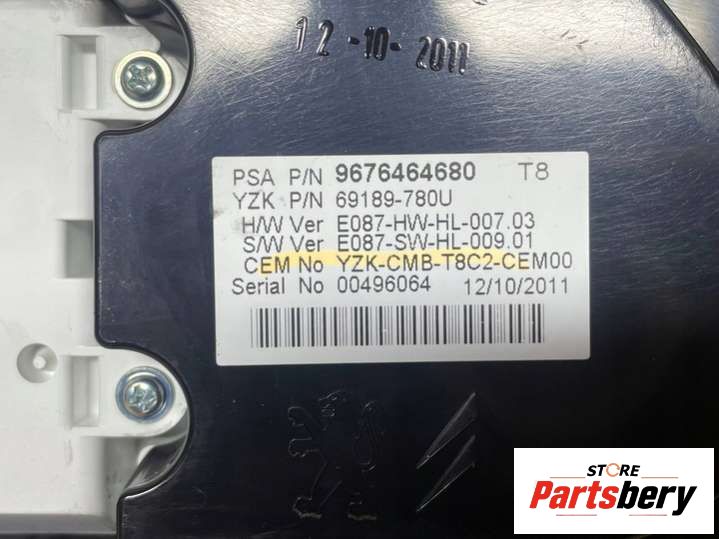 12-10-2011
PSA P/N 9676464680 T8
YZK P/N 69189-780U
H/W Ver E087-HW-HL-007.03
S/W Ver E087-SW-HL-009.01
CEM No YZK-CMB-T8C2-CEM00
Serial No 00496064 12/10/2011
STORE
Partsbery